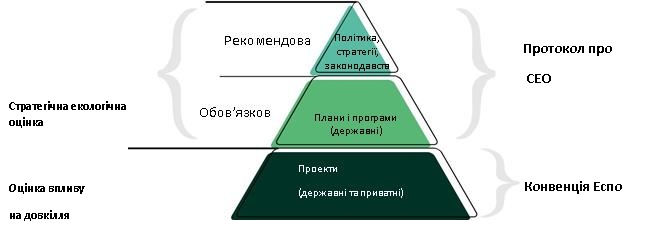 Рекомендова
Політика,
стратегії,
законодавств
Протокол про
СЕО
Стратегічна екологічна
оцінка
Обов’язков
Плани і програми
(державні)
Проекти
(державні та приватні)
Оцінка впливу
на довкілля
Конвенція Еспо